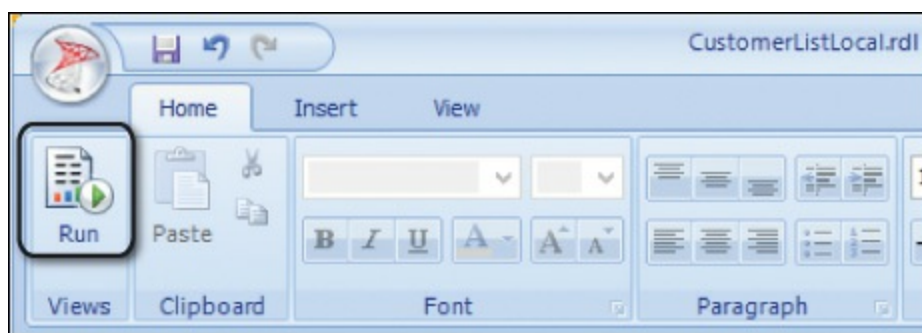 CustomerListLocal.rdl
Home Insert View
Run Paste B I U A A A
Views Clipboard Font Paragraph